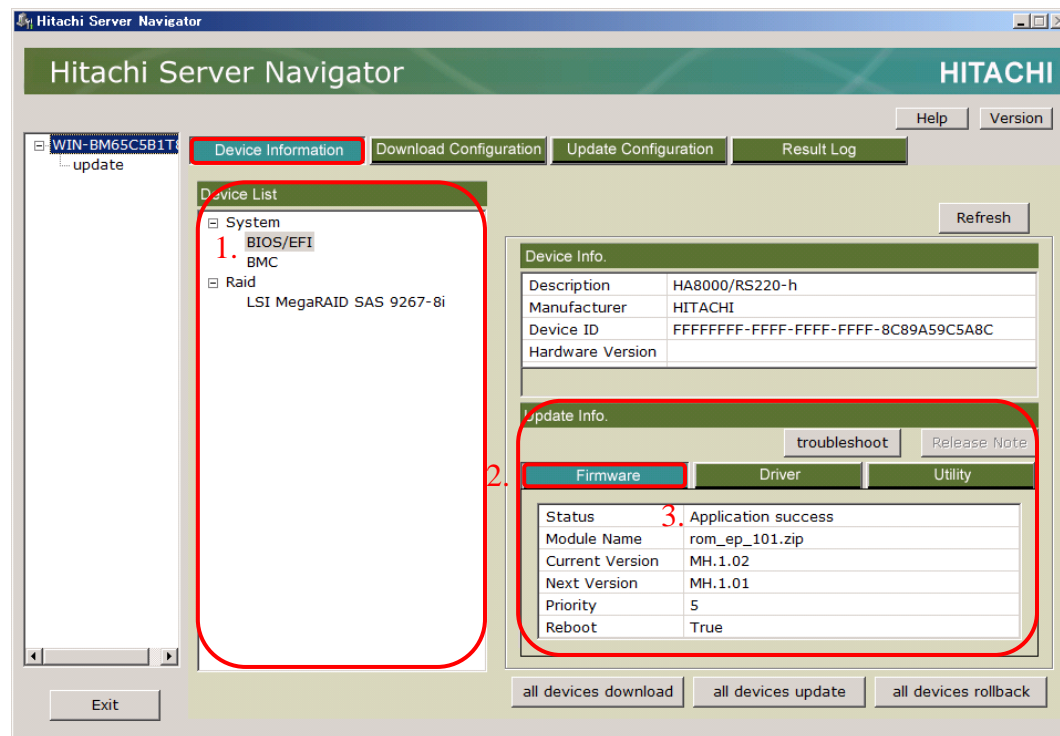 Hitachi Server Navigator
Hitachi Server Navigator
HITACHI
Help
Version
WIN-BM65C5B1T8
update
Device Information
Download Configuration
Update Configuration
Result Log
Device List
System
1.
BIOS/EFI
BMC
Raid
LSI MegaRAID SAS 9267-8i
Refresh
Device Info.
Description HA8000/RS220-h
Manufacturer HITACHI
Device ID FFFFFFFF-FFFF-FFFF-FFFF-8C89A59C5A8C
Hardware Version
Update Info.
troubleshoot
Release Note
2.
Firmware
Driver
Utility
3.
Status Application success
Module Name rom_ep_101.zip
Current Version MH.1.02
Next Version MH.1.01
Priority 5
Reboot True
all devices download
all devices update
all devices rollback
Exit